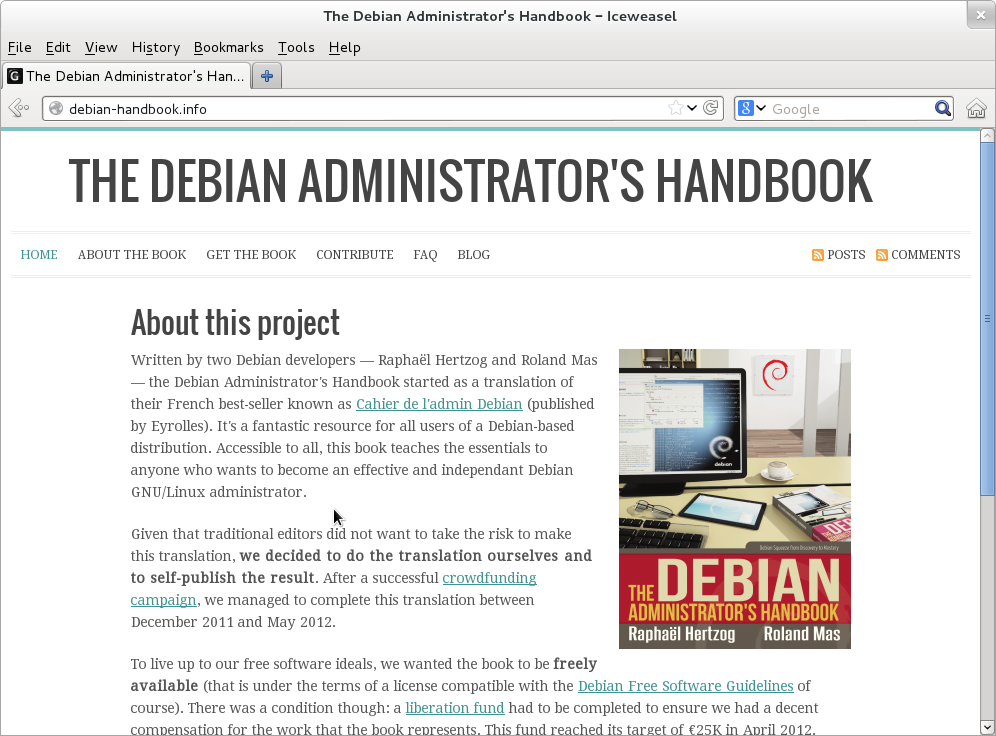 The Debian Administrator's Handbook – Iceweasel
File Edit View History Bookmarks Tools Help
The Debian Administrator's Han...
debian-handbook.info
Google
THE DEBIAN ADMINISTRATOR'S HANDBOOK
HOME ABOUT THE BOOK GET THE BOOK CONTRIBUTE FAQ BLOG POSTS COMMENTS
About this project
Written by two Debian developers — Raphaël Hertzog and Roland Mas
— the Debian Administrator's Handbook started as a translation of
their French best-seller known as Cahier de l'admin Debian (published
by Eyrolles). It's a fantastic resource for all users of a Debian-based
distribution. Accessible to all, this book teaches the essentials to
anyone who wants to become an effective and independant Debian
GNU/Linux administrator.
Given that traditional editors did not want to take the risk to make
this translation, we decided to do the translation ourselves and
to self-publish the result. After a successful crowdfunding
campaign, we managed to complete this translation between
December 2011 and May 2012.
debian
Debian Squeeze from Discovery to Mastery
THE DEBIAN
ADMINISTRATOR'S HANDBOOK
Raphaël Hertzog Roland Mas
To live up to our free software ideals, we wanted the book to be freely
available (that is under the terms of a license compatible with the Debian Free Software Guidelines of
course). There was a condition though: a liberation fund had to be completed to ensure we had a decent
compensation for the work that the book represents. This fund reached its target of €25K in April 2012.